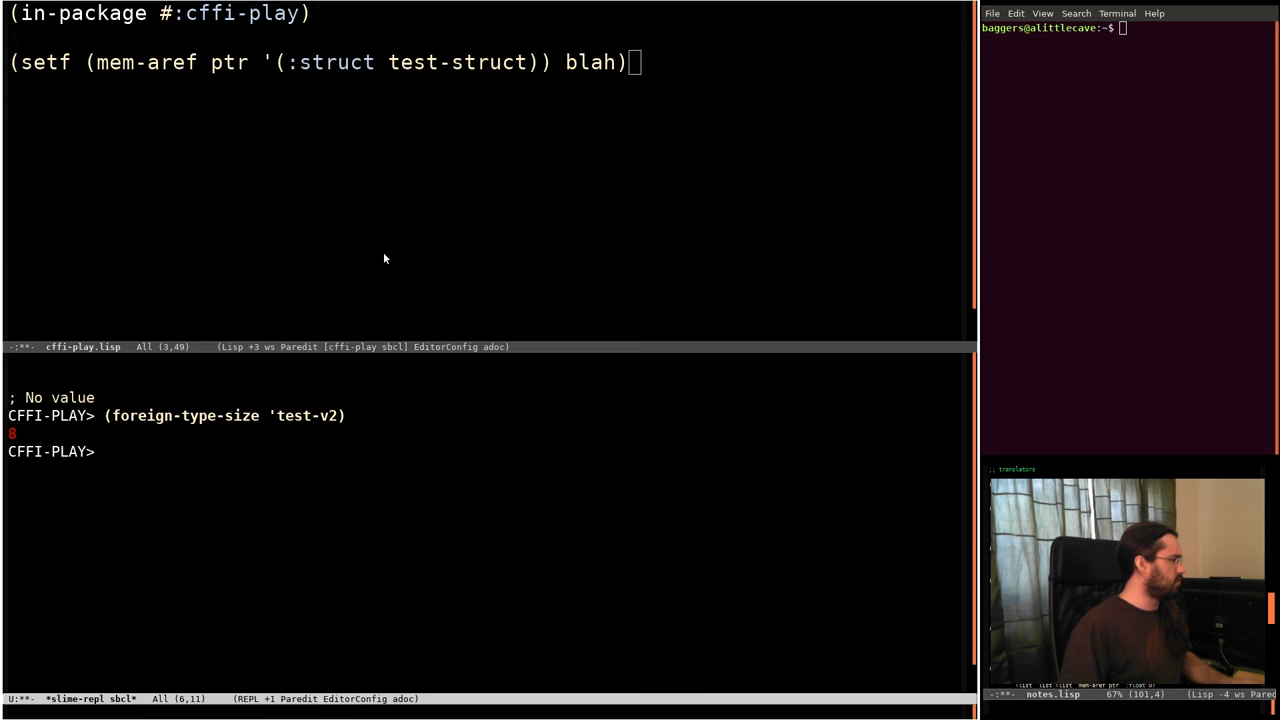 (in-package #:cffi-play)
(setf (mem-aref ptr '(:struct test-struct)) blah)
-:**-  cffi-play.lisp   All (3,49)     (Lisp +3 ws Paredit [cffi-play sbcl] EditorConfig adoc)
; No value
CFFI-PLAY> (foreign-type-size 'test-v2)
8
CFFI-PLAY>
U:**-  *slime-repl sbcl*   All (6,11)     (REPL +1 Paredit EditorConfig adoc)
File Edit View Search Terminal Help
baggers@alittlecave:~$
;; translators
-:**-  notes.lisp     67% (101,4)    (Lisp -4 ws Pared